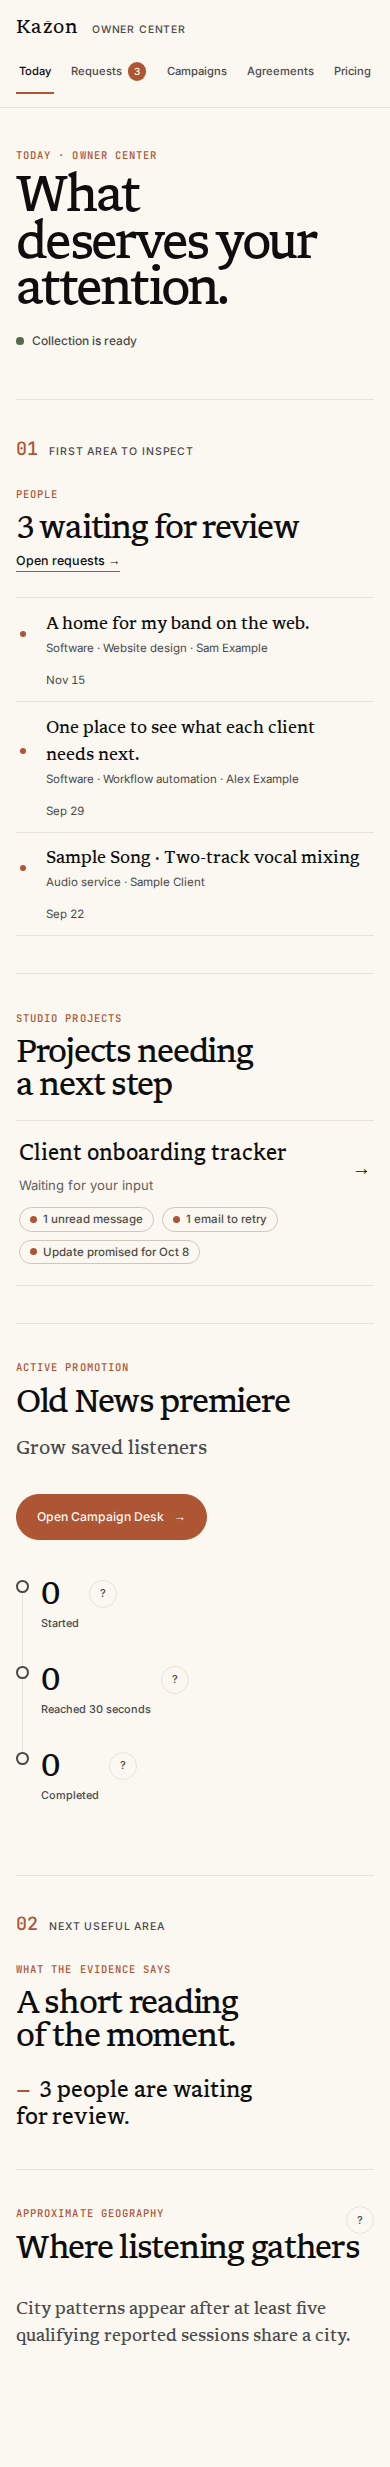 Każon OWNER CENTER
Today Requests 3 Campaigns Agreements Pricing
TODAY · OWNER CENTER
What
deserves your
attention.
Collection is ready
01 FIRST AREA TO INSPECT
PEOPLE
3 waiting for review
Open requests →
A home for my band on the web.
Software · Website design · Sam Example
Nov 15
One place to see what each client
needs next.
Software · Workflow automation · Alex Example
Sep 29
Sample Song · Two-track vocal mixing
Audio service · Sample Client
Sep 22
STUDIO PROJECTS
Projects needing
a next step
Client onboarding tracker
→
Waiting for your input
1 unread message 1 email to retry
Update promised for Oct 8
ACTIVE PROMOTION
Old News premiere
Grow saved listeners
Open Campaign Desk →
0 ?
Started
0 ?
Reached 30 seconds
0 ?
Completed
02 NEXT USEFUL AREA
WHAT THE EVIDENCE SAYS
A short reading
of the moment.
— 3 people are waiting
for review.
APPROXIMATE GEOGRAPHY ?
Where listening gathers
City patterns appear after at least five
qualifying reported sessions share a city.